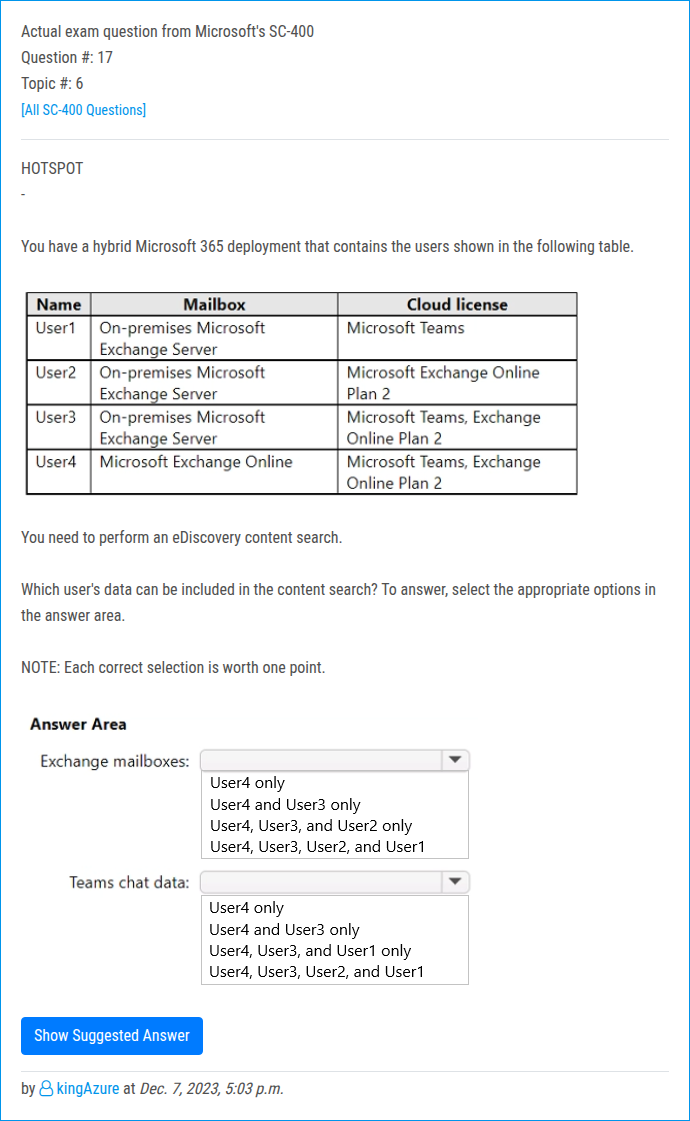 Actual exam question from Microsoft's SC-400
Question #: 17
Topic #: 6
[All SC-400 Questions]
HOTSPOT
-
You have a hybrid Microsoft 365 deployment that contains the users shown in the following table.
Name Mailbox Cloud license
User1 On-premises Microsoft Microsoft Teams
Exchange Server
User2 On-premises Microsoft Microsoft Exchange Online
Exchange Server Plan 2
User3 On-premises Microsoft Microsoft Teams, Exchange
Exchange Server Online Plan 2
User4 Microsoft Exchange Online Microsoft Teams, Exchange
Online Plan 2
You need to perform an eDiscovery content search.
Which user's data can be included in the content search? To answer, select the appropriate options in
the answer area.
NOTE: Each correct selection is worth one point.
Answer Area
Exchange mailboxes:
User4 only
User4 and User3 only
User4, User3, and User2 only
User4, User3, User2, and User1
Teams chat data:
User4 only
User4 and User3 only
User4, User3, and User1 only
User4, User3, User2, and User1
Show Suggested Answer
by kingAzure at Dec. 7, 2023, 5:03 p.m.